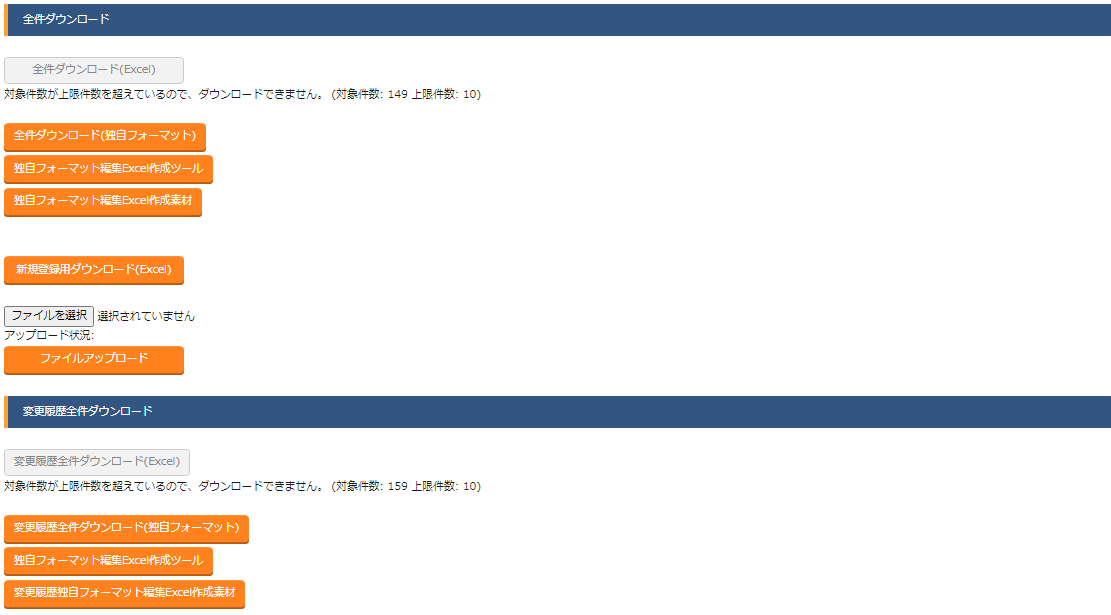 全件ダウンロード
全件ダウンロード(Excel)
対象件数が上限件数を超えているので、ダウンロードできません。 (対象件数: 149 上限件数: 10)
全件ダウンロード(独自フォーマット)
独自フォーマット編集Excel作成ツール
独自フォーマット編集Excel作成素材
新規登録用ダウンロード(Excel)
ファイルを選択 選択されていません
アップロード状況:
ファイルアップロード
変更履歴全件ダウンロード
変更履歴全件ダウンロード(Excel)
対象件数が上限件数を超えているので、ダウンロードできません。 (対象件数: 159 上限件数: 10)
変更履歴全件ダウンロード(独自フォーマット)
独自フォーマット編集Excel作成ツール
変更履歴独自フォーマット編集Excel作成素材